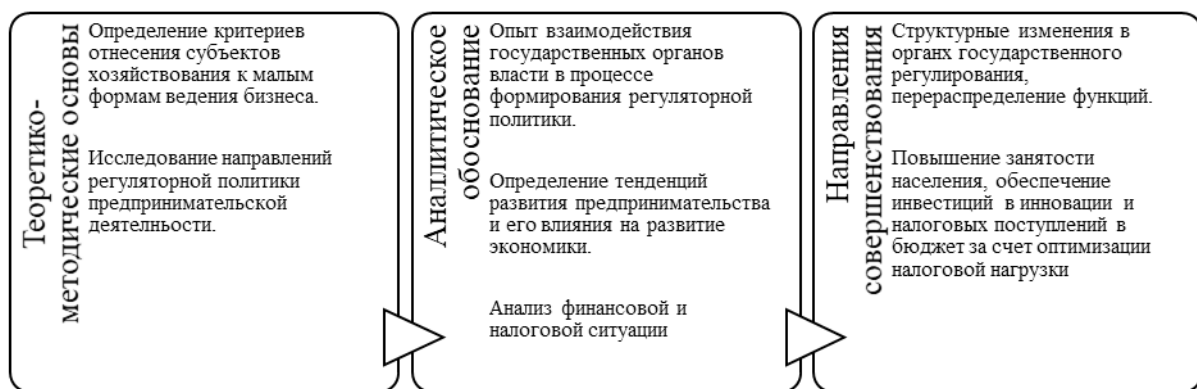 Теоретико-
методические основы
Определение критериев
отнесения субъектов
хозяйствования к малым
формам ведения бизнеса.
Исследование направлений
регуляторной политики
предпринимательской
деятелньости.
Аналлитическое
обоснование
Опыт взаимодействия
государственных органов
власти в процессе
формирования регуляторной
политики.
Определение тенденций
развития предпринимательства
и его влияния на развитие
экономики.
Анализ финансовой и
налоговой ситуации
Направления
совершенствования
Структурные изменения в
органх государственного
регулирования,
перераспределение функций.
Повышение занятости
населения, обеспечение
инвестиций в инновации и
налоговых поступлений в
бюджет за счет оптимизации
налоговой нагрузки